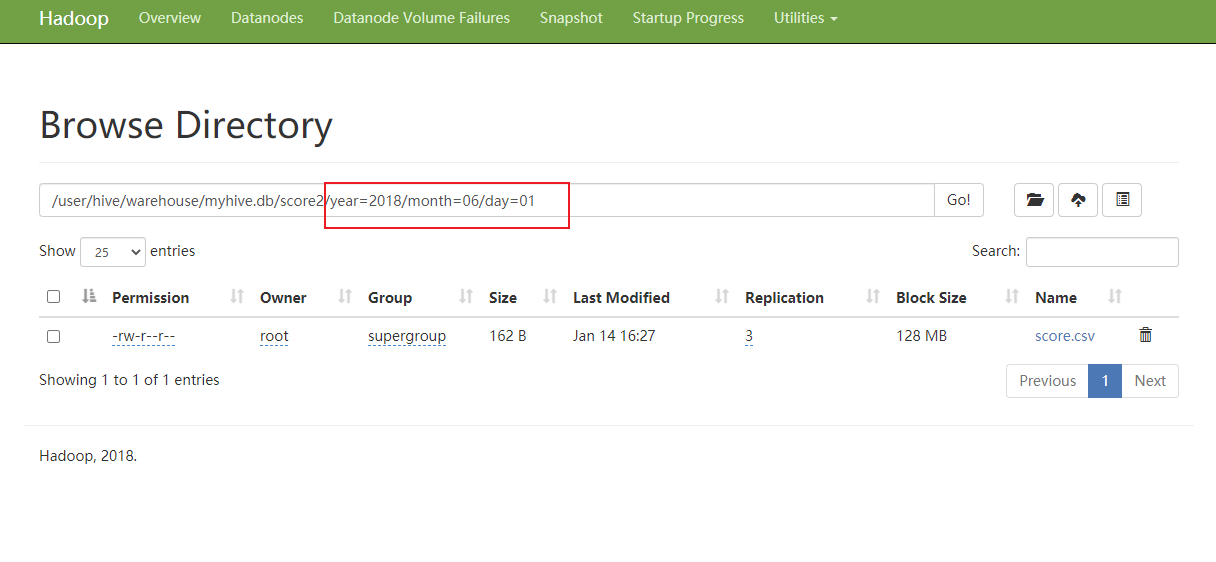 Hadoop Overview Datanodes Datanode Volume Failures Snapshot Startup Progress Utilities
Browse Directory
/user/hive/warehouse/myhive.db/score2/year=2018/month=06/day=01 Go!
Show 25 entries Search:
Permission Owner Group Size Last Modified Replication Block Size Name
-rw-r--r-- root supergroup 162 B Jan 14 16:27 3 128 MB score.csv
Showing 1 to 1 of 1 entries Previous 1 Next
Hadoop, 2018.